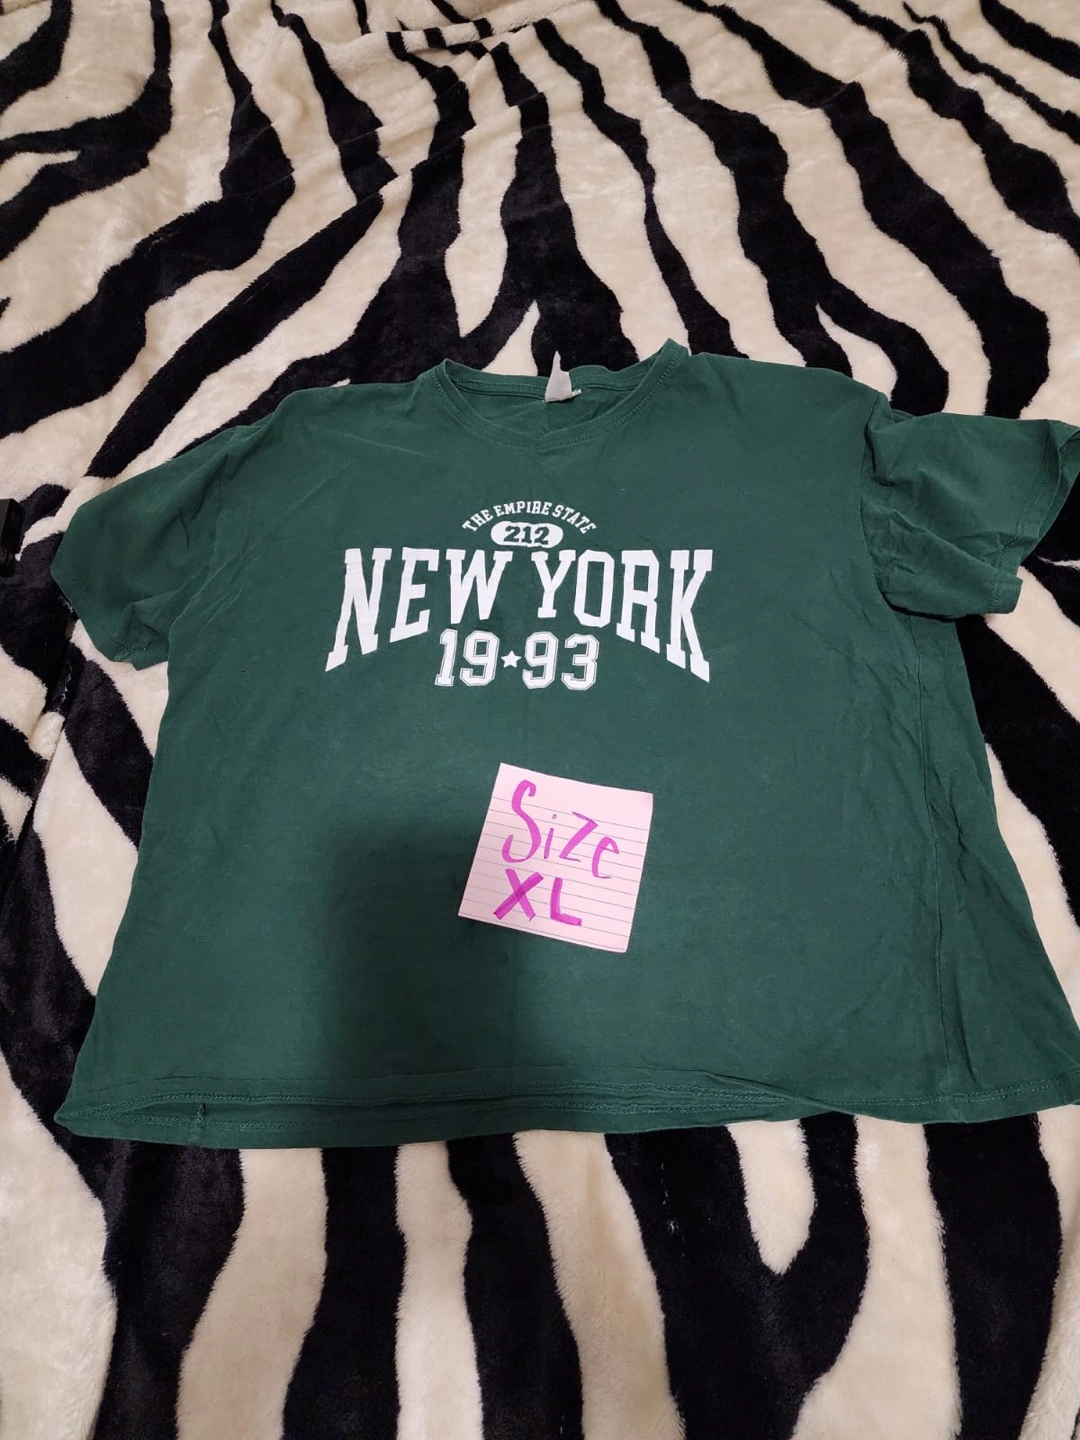 THE EMPIRE STATE
212
NEW YORK
19★93
Size
XL